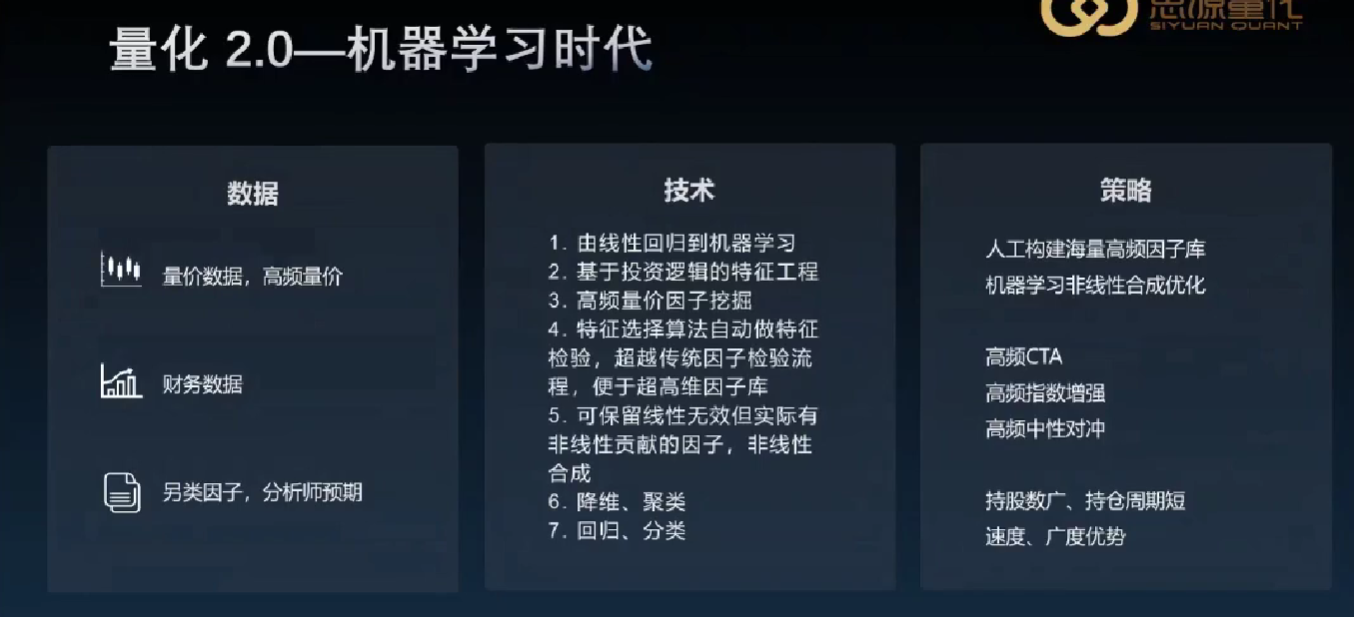 量化 2.0—机器学习时代
思源量化
SIYUAN QUANT
数据
量价数据，高频量价
财务数据
另类因子，分析师预期
技术
1. 由线性回归到机器学习
2. 基于投资逻辑的特征工程
3. 高频量价因子挖掘
4. 特征选择算法自动做特征
检验，超越传统因子检验流
程，便于超高维因子库
5. 可保留线性无效但实际有
非线性贡献的因子，非线性
合成
6. 降维、聚类
7. 回归、分类
策略
人工构建海量高频因子库
机器学习非线性合成优化
高频CTA
高频指数增强
高频中性对冲
持股数广、持仓周期短
速度、广度优势